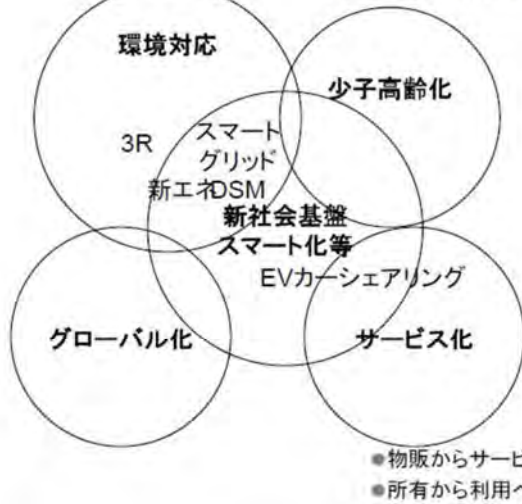 環境対応
少子高齢化
3R
スマート
グリッド
新エネDSM
新社会基盤
スマート化等
EVカーシェアリング
グローバル化
サービス化
●物販からサービ
●所有から利用へ